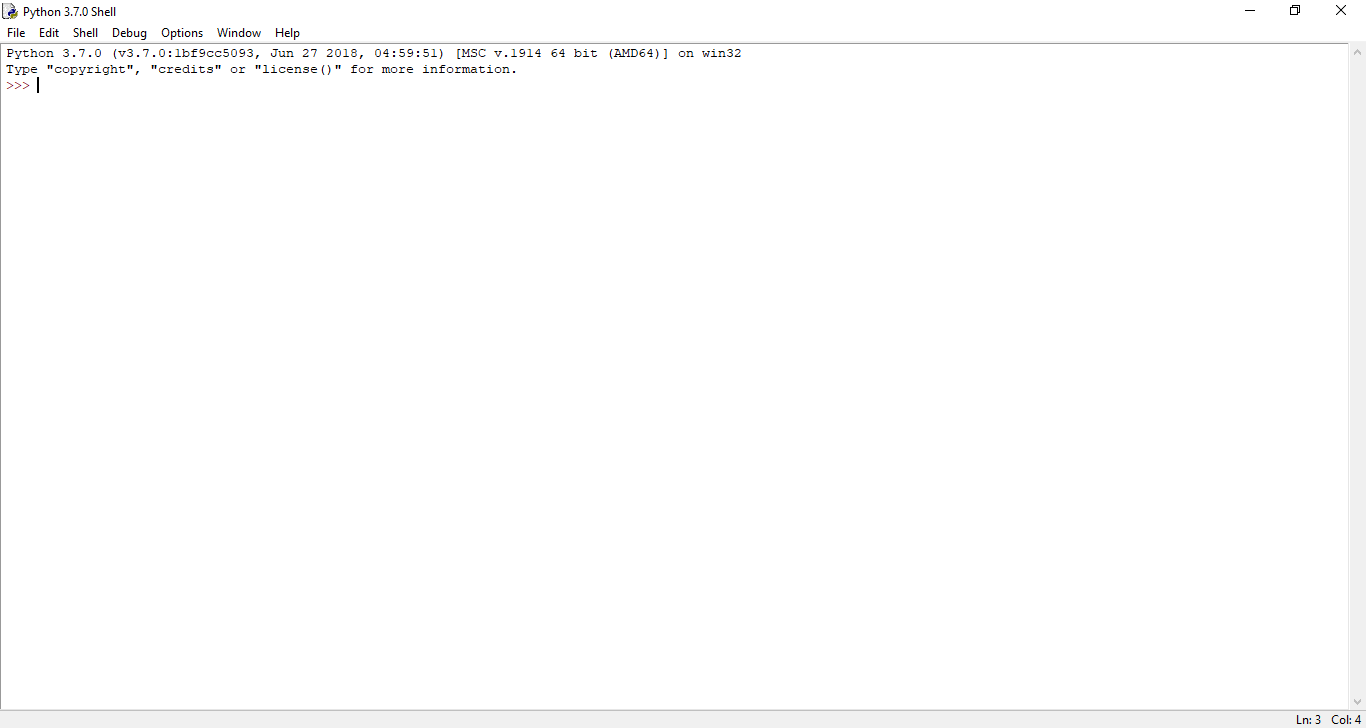 Python 3.7.0 Shell
File Edit Shell Debug Options Window Help
Python 3.7.0 (v3.7.0:1bf9cc5093, Jun 27 2018, 04:59:51) [MSC v.1914 64 bit (AMD64)] on win32
Type "copyright", "credits" or "license()" for more information.
>>>
Ln: 3 Col: 4